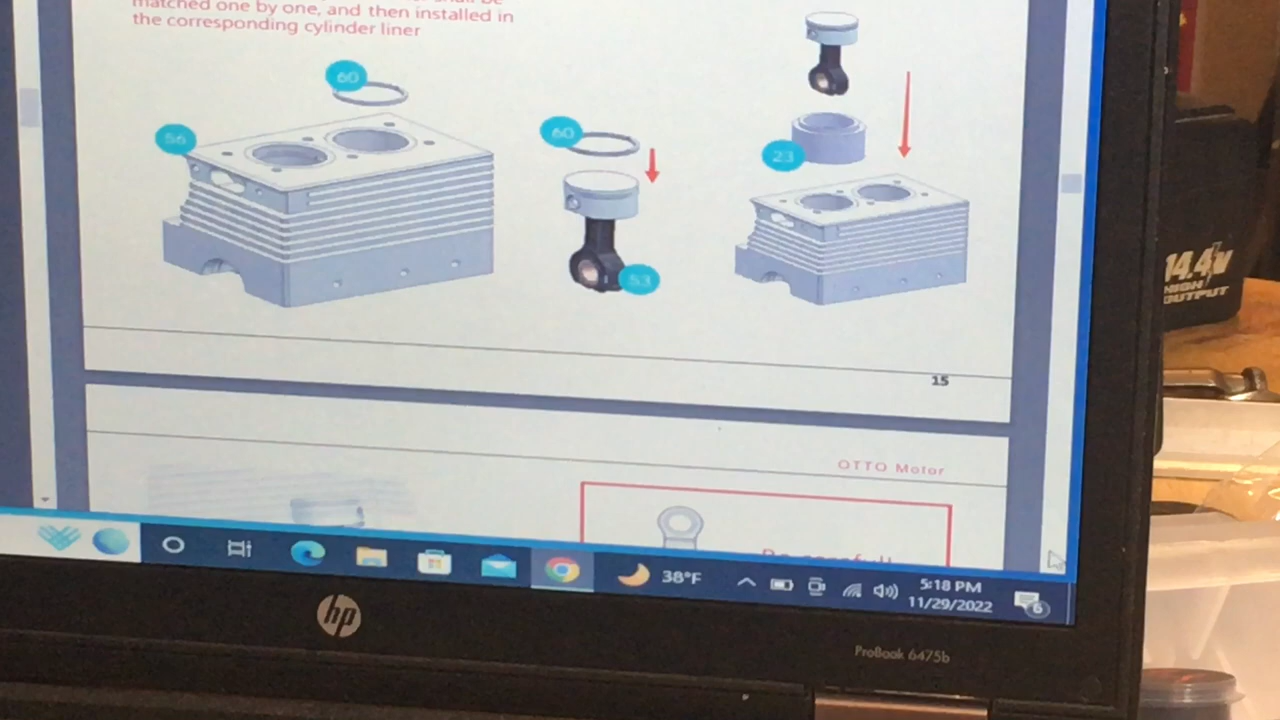 matched one by one, and then installed in
the corresponding cylinder liner
60
56
60
53
23
15
OTTO Motor
38°F
5:18 PM
11/29/2022
6
hp
ProBook 6475b
14.4V
HIGH
OUTPUT